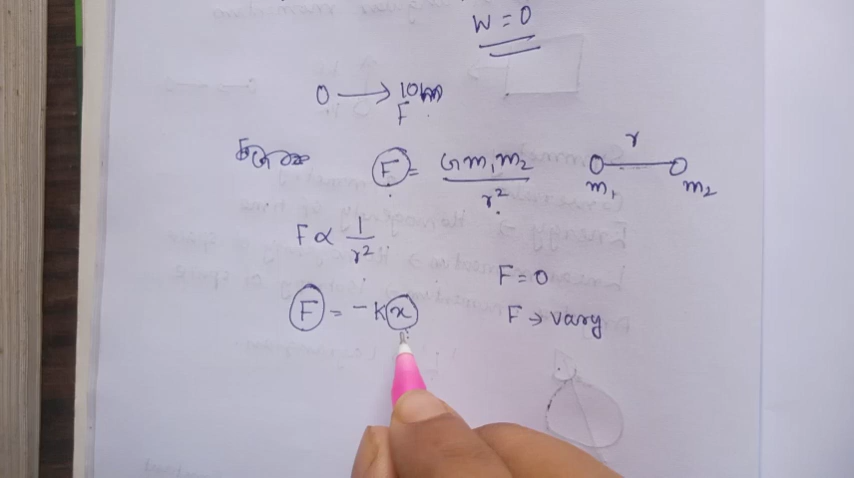 W = 0
0 → 10m
F
F = Gm₁m₂ / r²
r
m₁ m₂
F ∝ 1/r²
F = 0
F = -Kx
F → vary